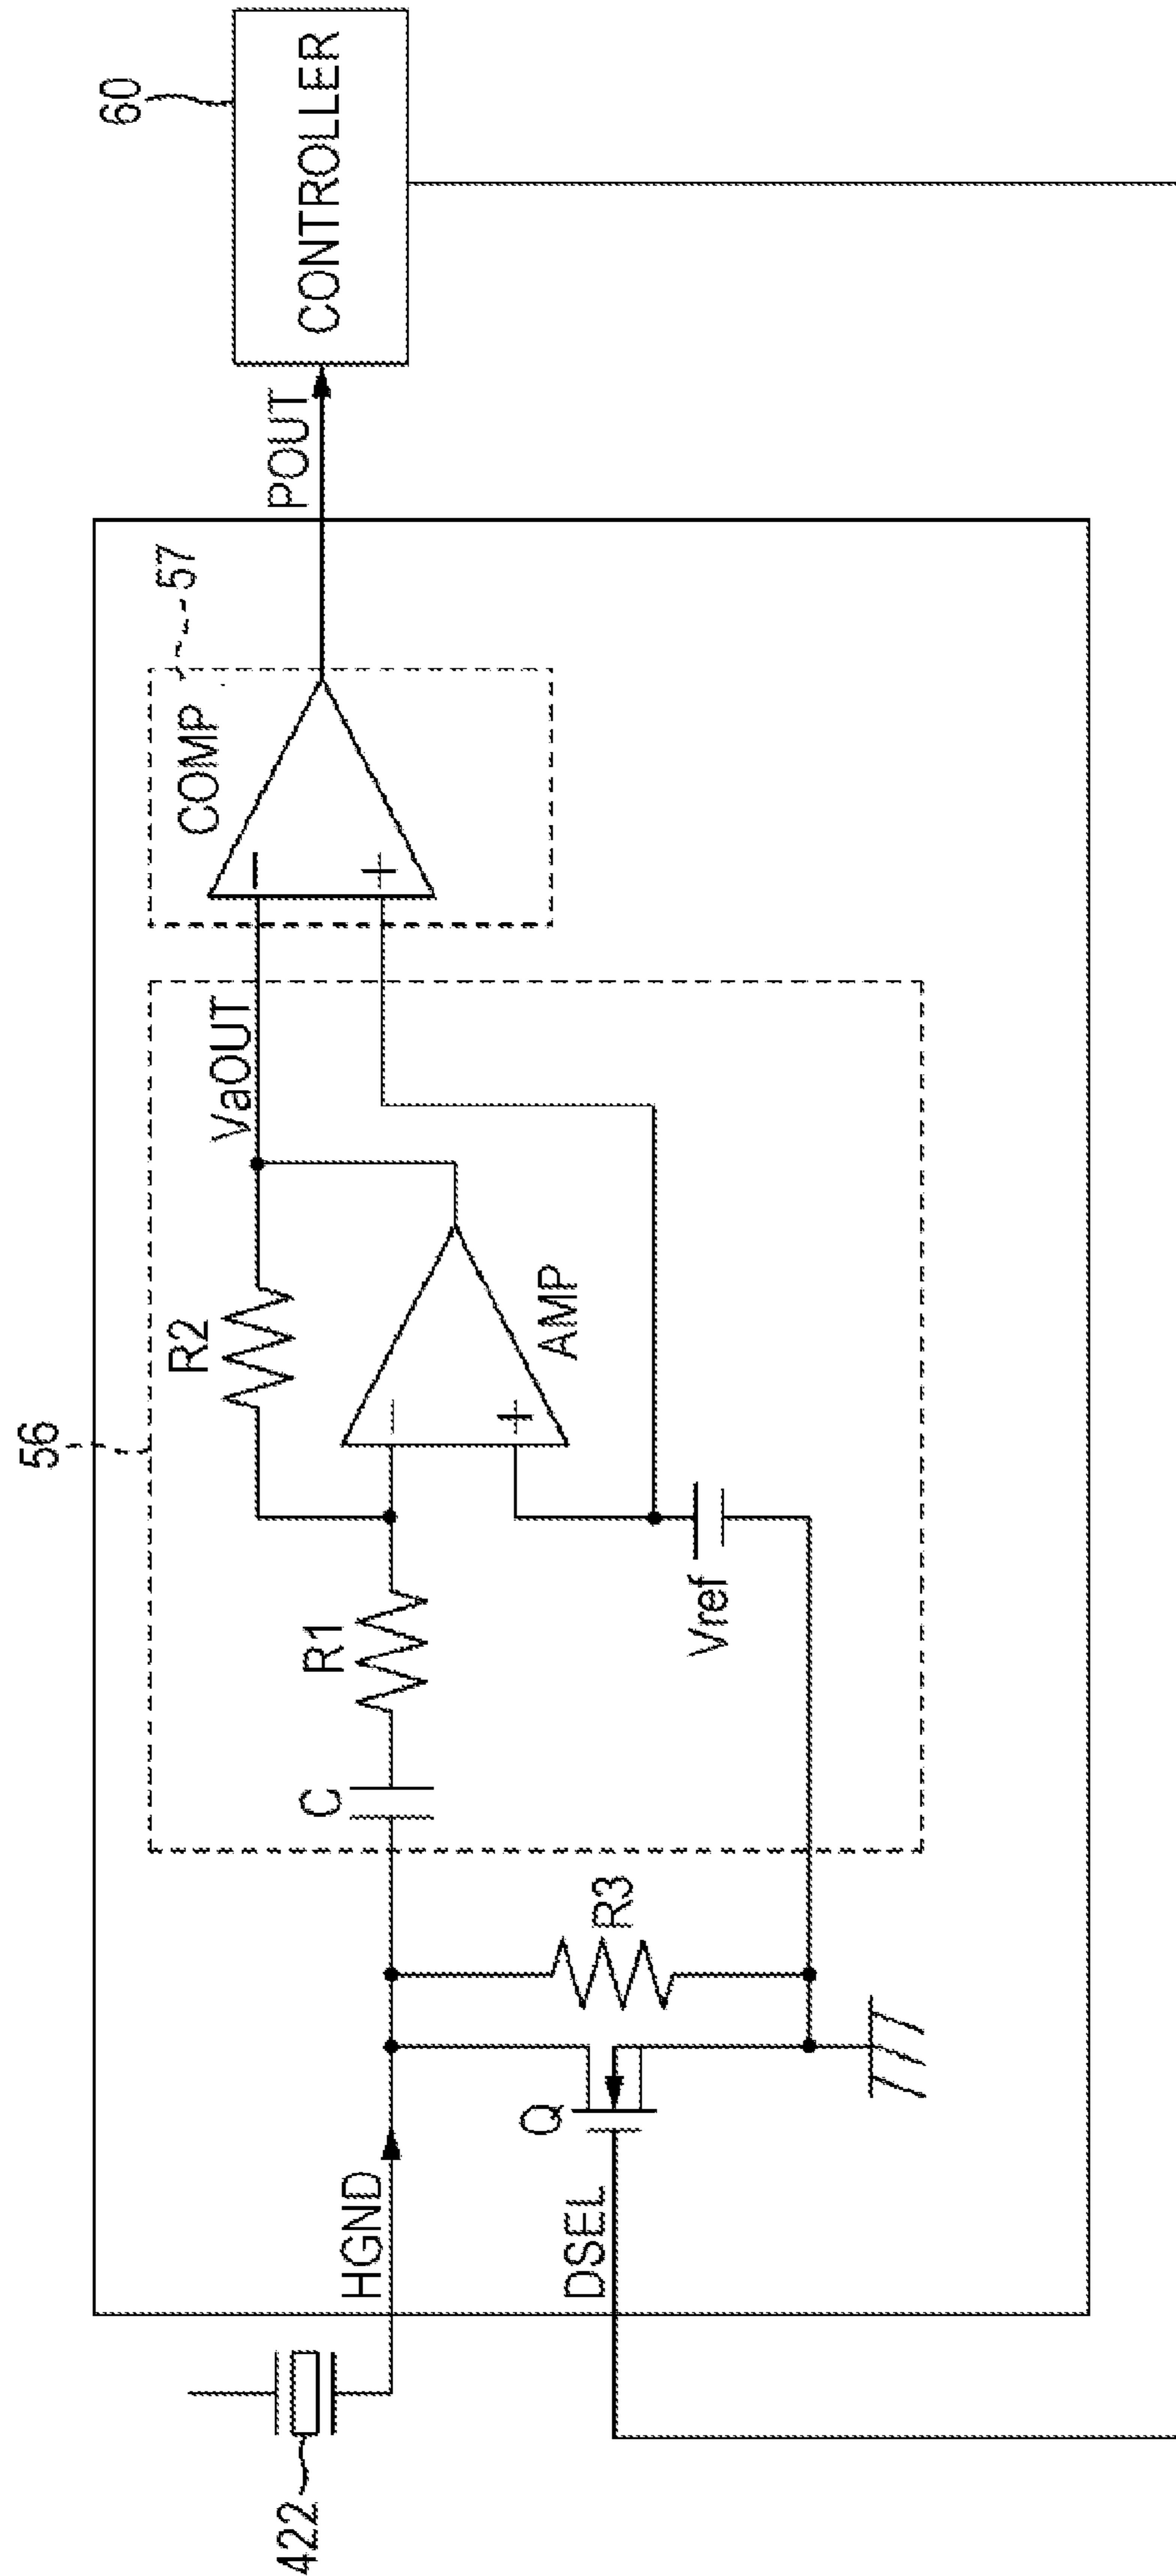 56
57
60
R2
VaOUT
COMP
POUT
CONTROLLER
422
HGND
C
R1
AMP
Q
R3
Vref
DSEL
−
+
−
+